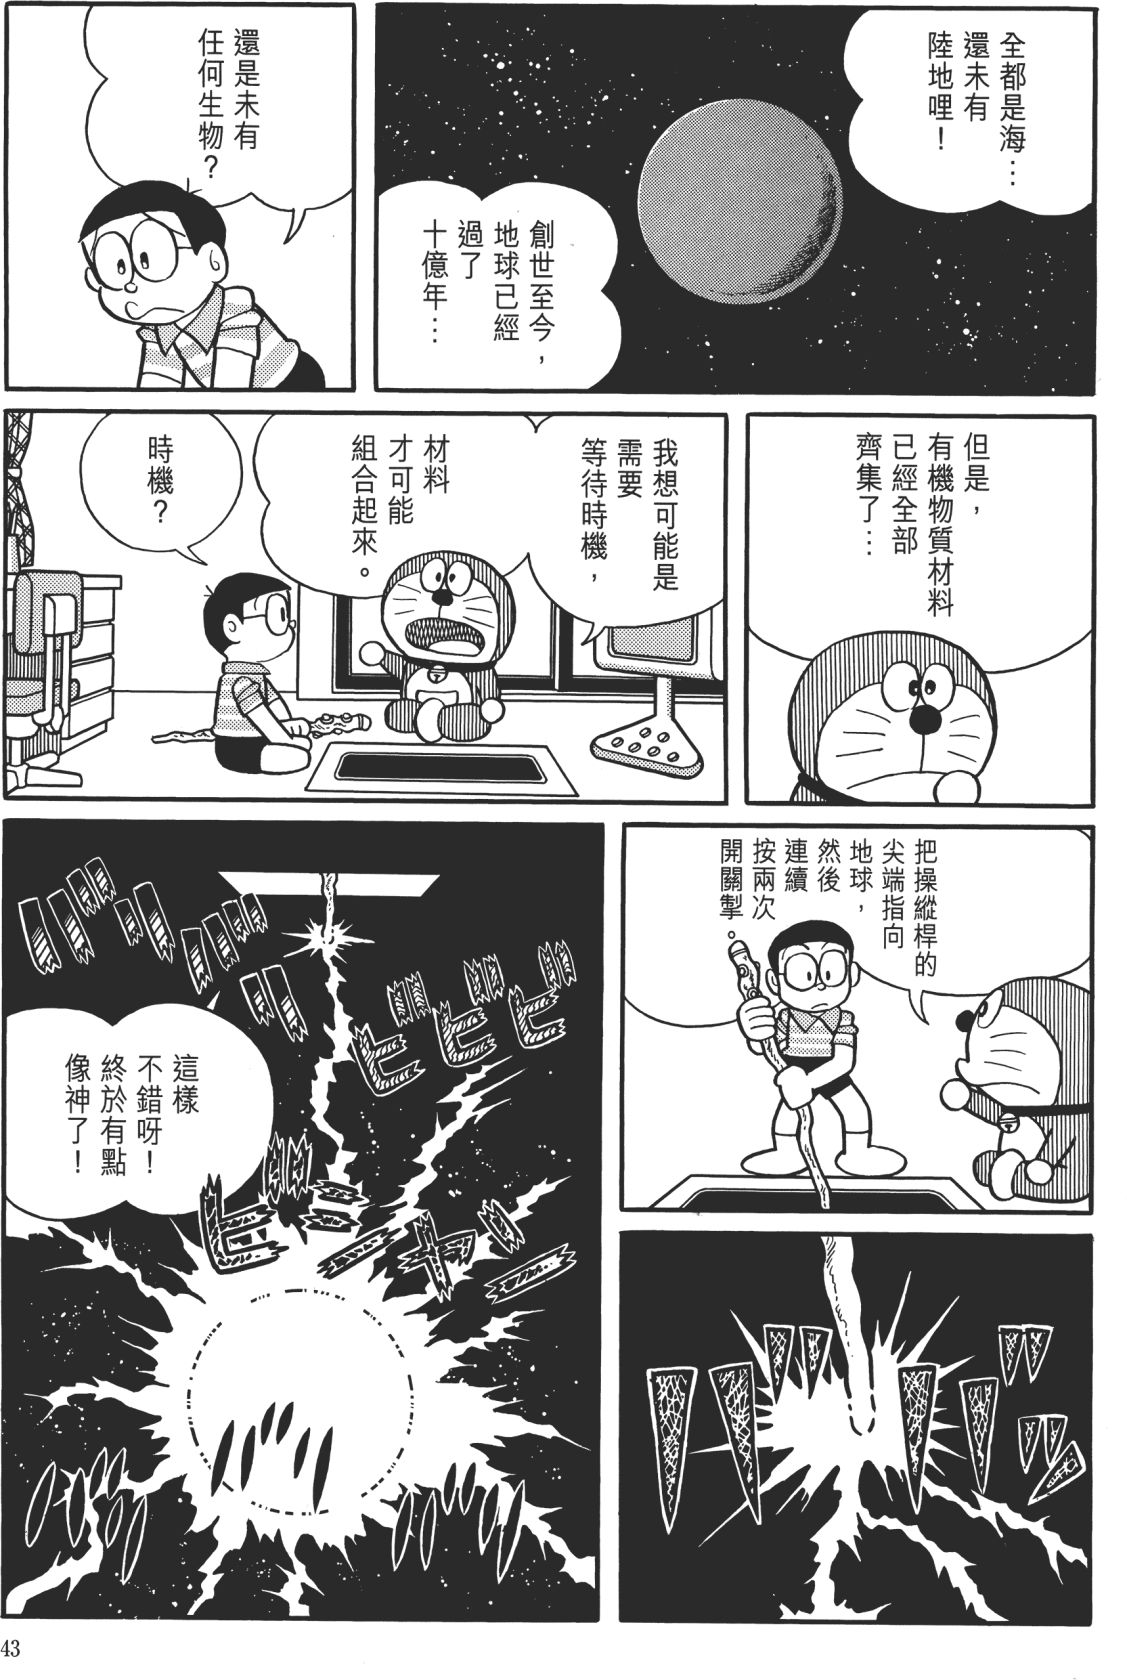 全都是海…
還未有
陸地哩！
創世至今，
地球已經
過了
十億年…
還是未有
任何生物？
但是，
有機物質材料
已經全部
齊集了…
我想可能是
需要
等待時機，
材料
才可能
組合起來。
時機？
把操縱桿的
尖端指向
地球，
然後
連續
按兩次
開關掣。
這樣
不錯呀！
終於有點
像神了！
43